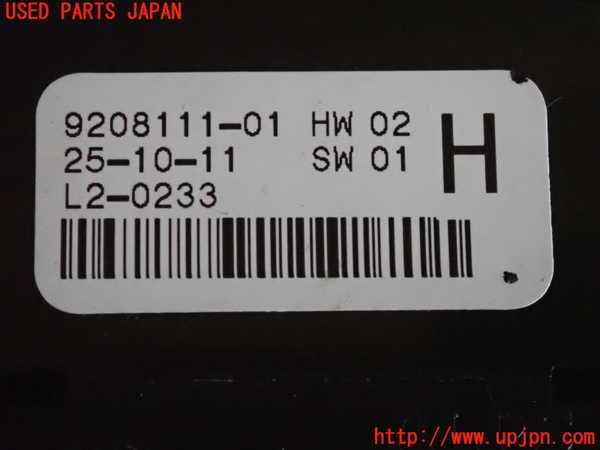 USED PARTS JAPAN
9208111-01 HW 02
25-10-11 SW 01
H
L2-0233
http://www.upjpn.com/